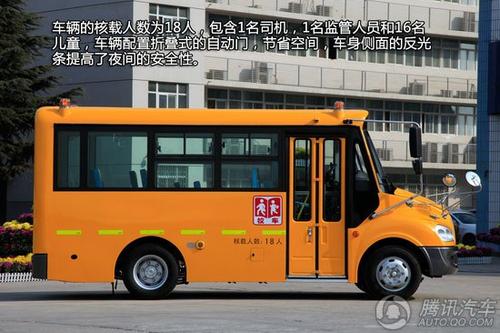 车辆的核载人数为18人，包含1名司机，1名监管人员和16名
儿童，车辆配置折叠式的自动门，节省空间，车身侧面的反光
条提高了夜间的安全性。
校 车
核载人数：18人
腾讯汽车
AUTO.QQ.COM